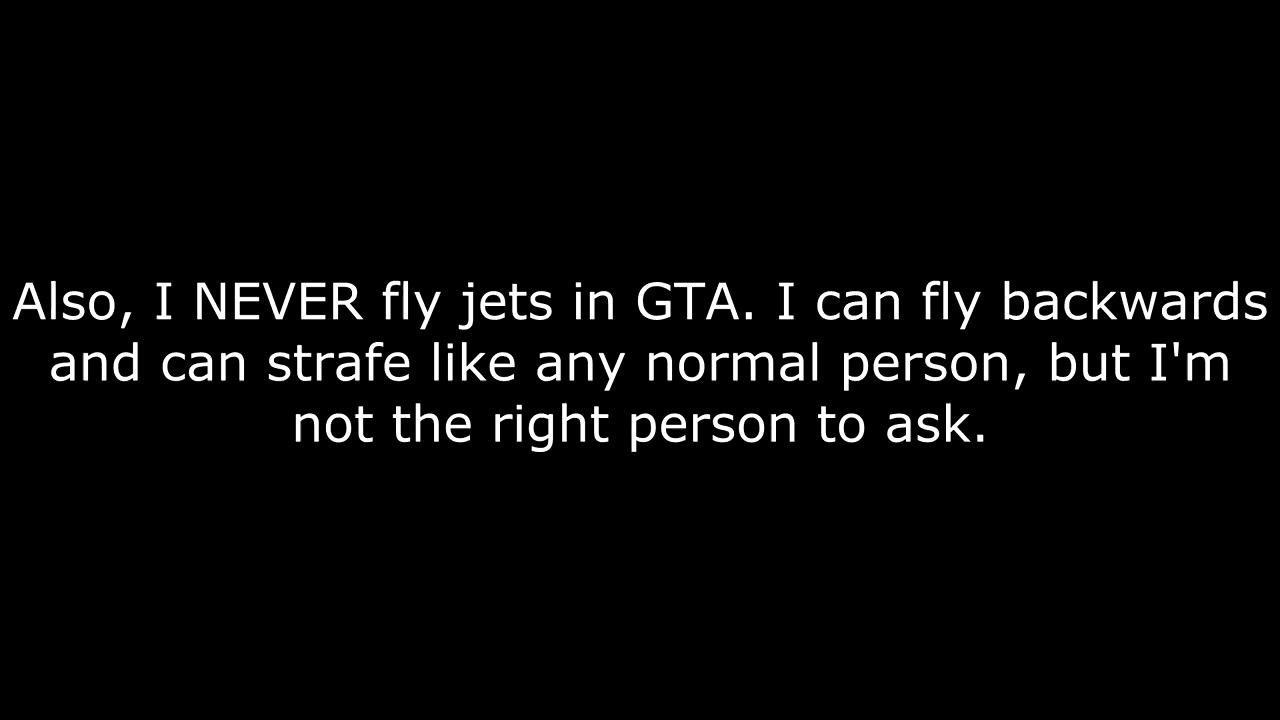 Also, I NEVER fly jets in GTA. I can fly backwards
and can strafe like any normal person, but I'm
not the right person to ask.